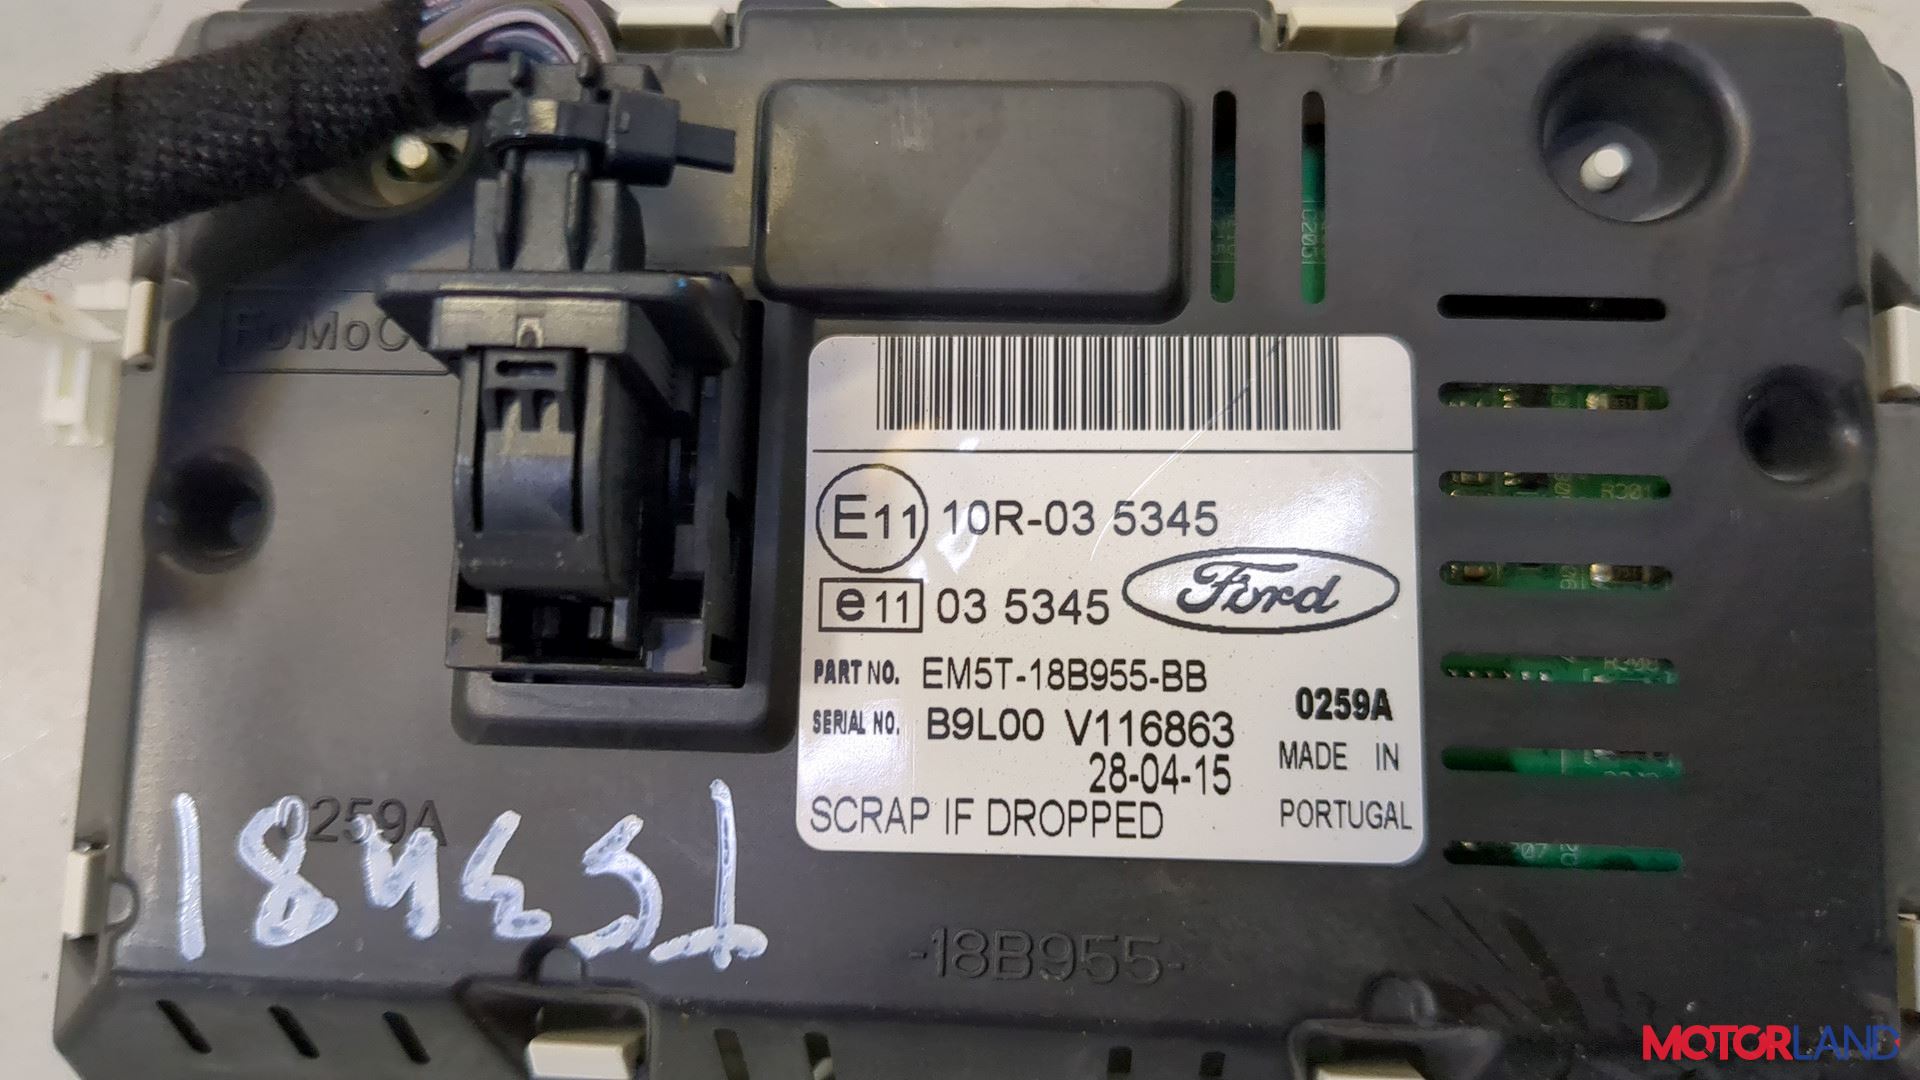 FoMoC
E11 10R-03 5345
e11 03 5345 Ford
PART NO. EM5T-18B955-BB
SERIAL NO. B9L00 V116863 0259A
28-04-15 MADE IN
SCRAP IF DROPPED PORTUGAL
0259A
-18B955-
R301
MOTORLAND